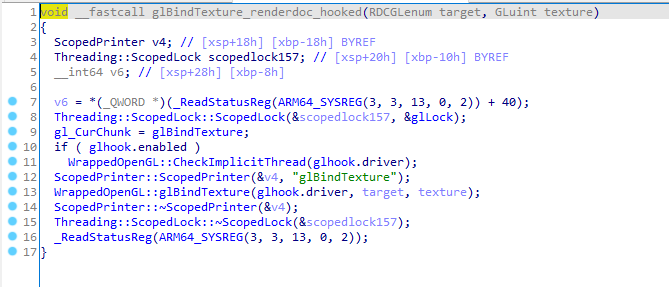 1 void __fastcall glBindTexture_renderdoc_hooked(RDCGLenum target, GLuint texture)
2 {
3 ScopedPrinter v4; // [xsp+18h] [xbp-18h] BYREF
4 Threading::ScopedLock scopedlock157; // [xsp+20h] [xbp-10h] BYREF
5 __int64 v6; // [xsp+28h] [xbp-8h]
6
7 v6 = *(_QWORD *)(_ReadStatusReg(ARM64_SYSREG(3, 3, 13, 0, 2)) + 40);
8 Threading::ScopedLock::ScopedLock(&scopedlock157, &glLock);
9 gl_CurChunk = glBindTexture;
10 if ( glhook.enabled )
11 WrappedOpenGL::CheckImplicitThread(glhook.driver);
12 ScopedPrinter::ScopedPrinter(&v4, "glBindTexture");
13 WrappedOpenGL::glBindTexture(glhook.driver, target, texture);
14 ScopedPrinter::~ScopedPrinter(&v4);
15 Threading::ScopedLock::~ScopedLock(&scopedlock157);
16 _ReadStatusReg(ARM64_SYSREG(3, 3, 13, 0, 2));
17 }